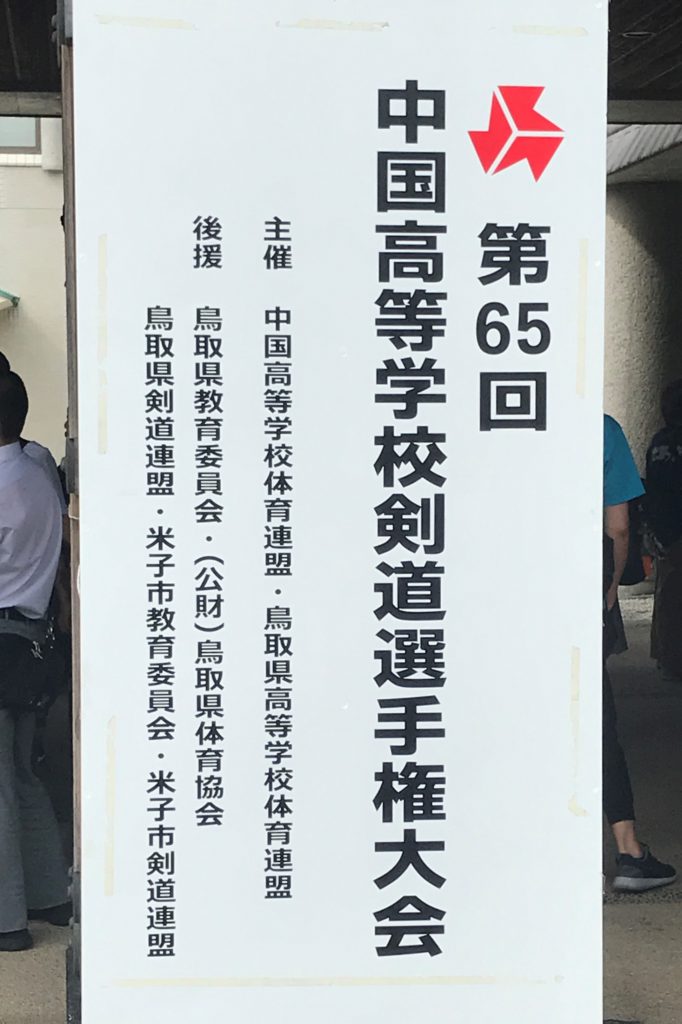 第65回
中国高等学校剣道選手権大会
主催 中国高等学校体育連盟・鳥取県高等学校体育連盟
後援 鳥取県教育委員会・(公財)鳥取県体育協会
鳥取県剣道連盟・米子市教育委員会・米子市剣道連盟